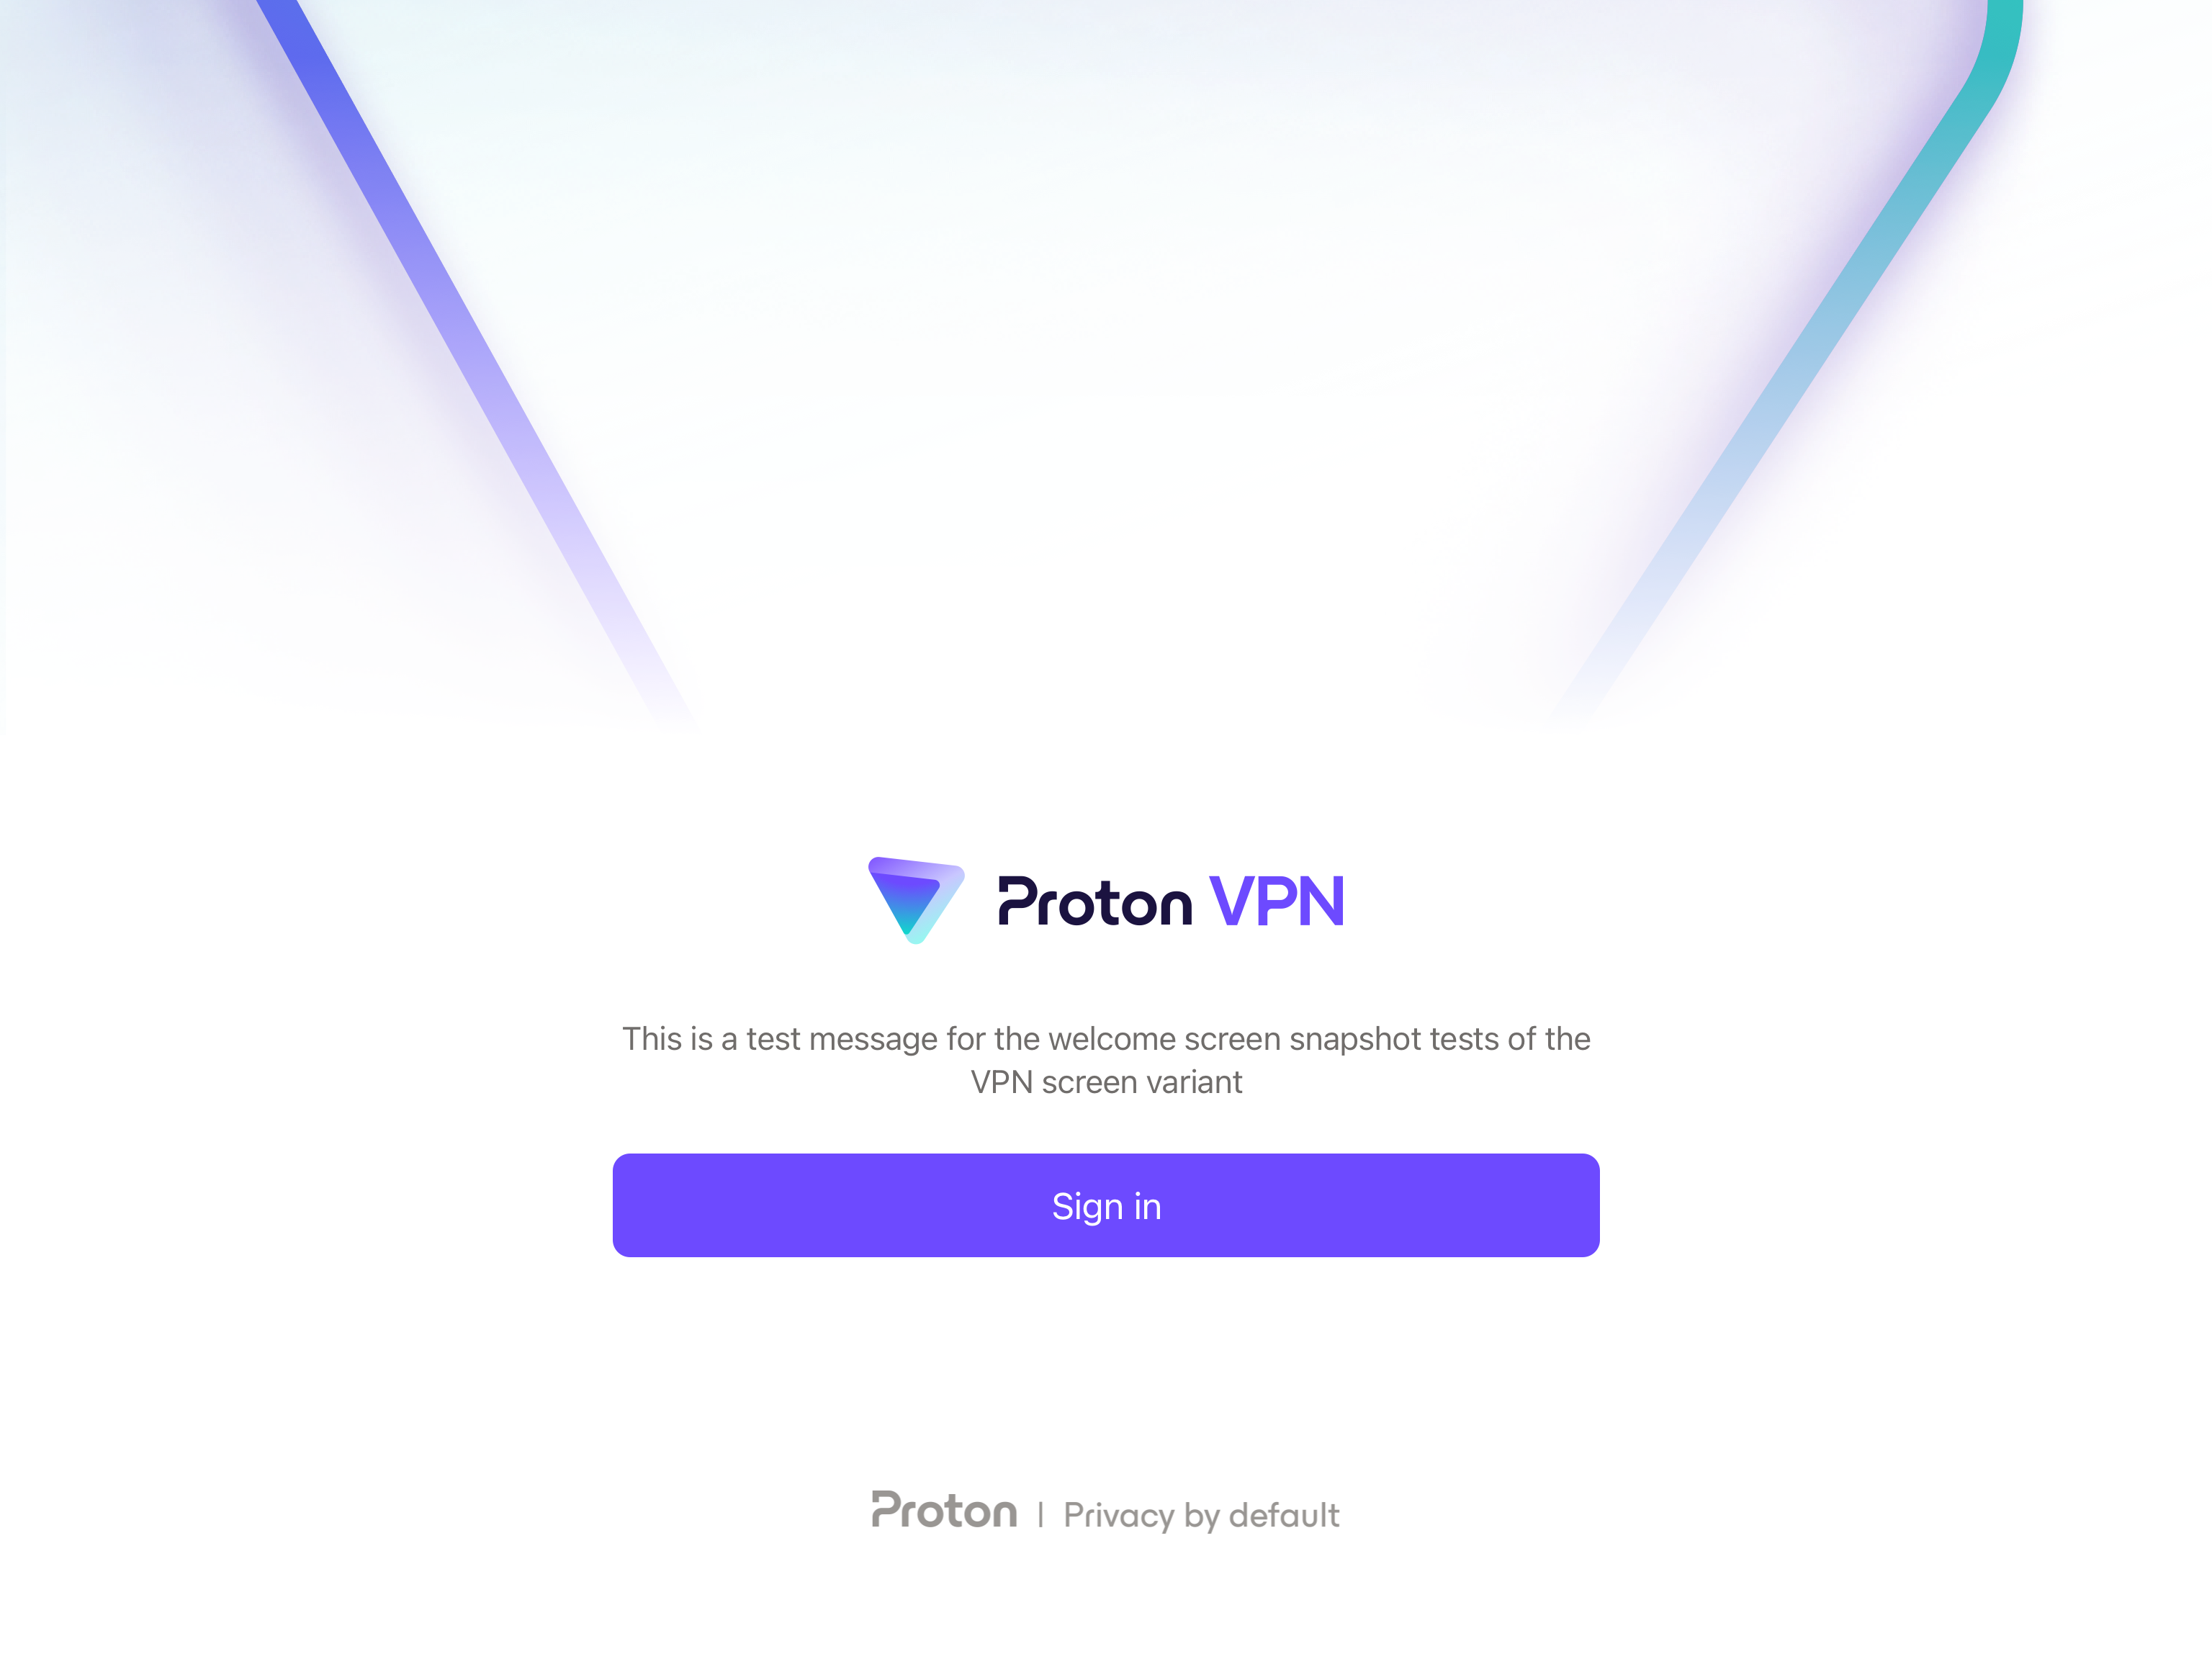 Proton VPN
This is a test message for the welcome screen snapshot tests of the
VPN screen variant
Sign in
Proton | Privacy by default